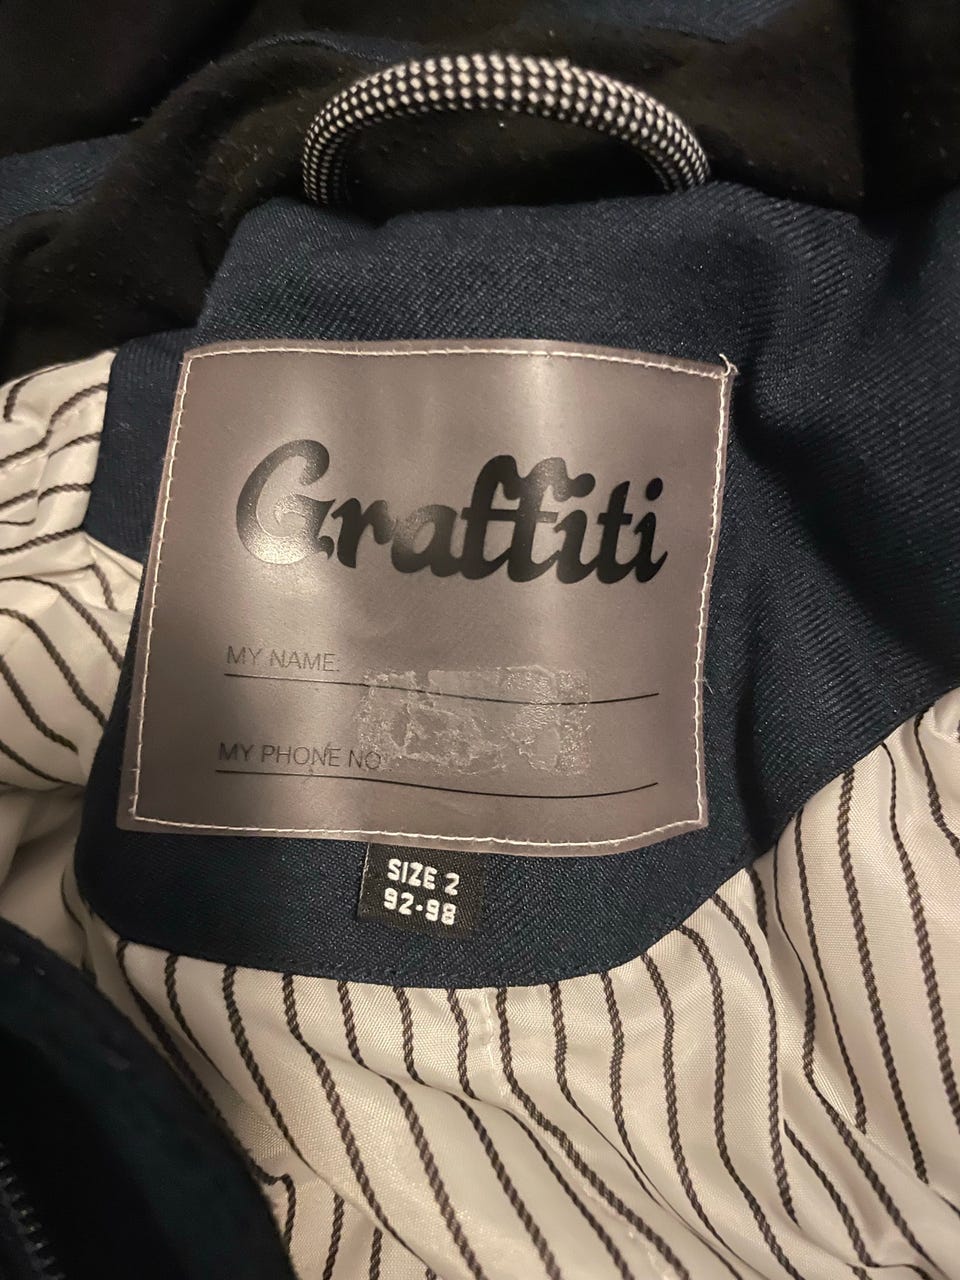 Graffiti
MY NAME:
MY PHONE NO
SIZE 2
92-98